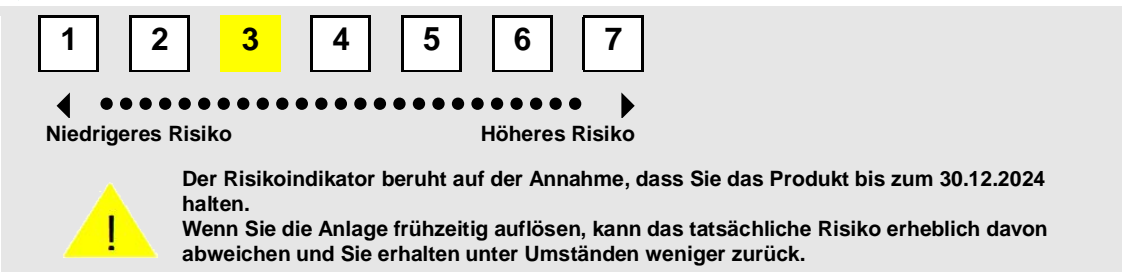 1 2 3 4 5 6 7
Niedrigeres Risiko Höheres Risiko
Der Risikoindikator beruht auf der Annahme, dass Sie das Produkt bis zum 30.12.2024
halten.
Wenn Sie die Anlage frühzeitig auflösen, kann das tatsächliche Risiko erheblich davon
abweichen und Sie erhalten unter Umständen weniger zurück.
!